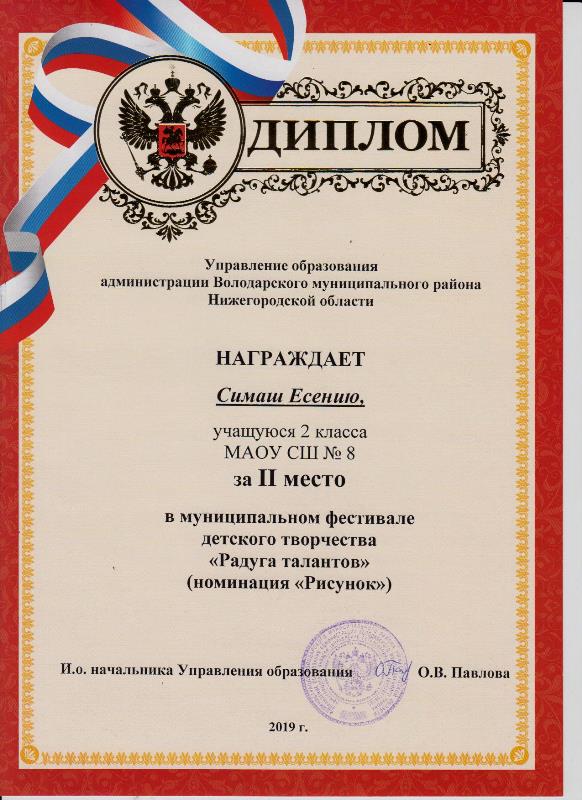 ДИПЛОМ
Управление образования
администрации Володарского муниципального района
Нижегородской области
НАГРАЖДАЕТ
Симаш Есению,
учащуюся 2 класса
МАОУ СШ № 8
за II место
в муниципальном фестивале
детского творчества
«Радуга талантов»
(номинация «Рисунок»)
И.о. начальника Управления образования О.В. Павлова
2019 г.